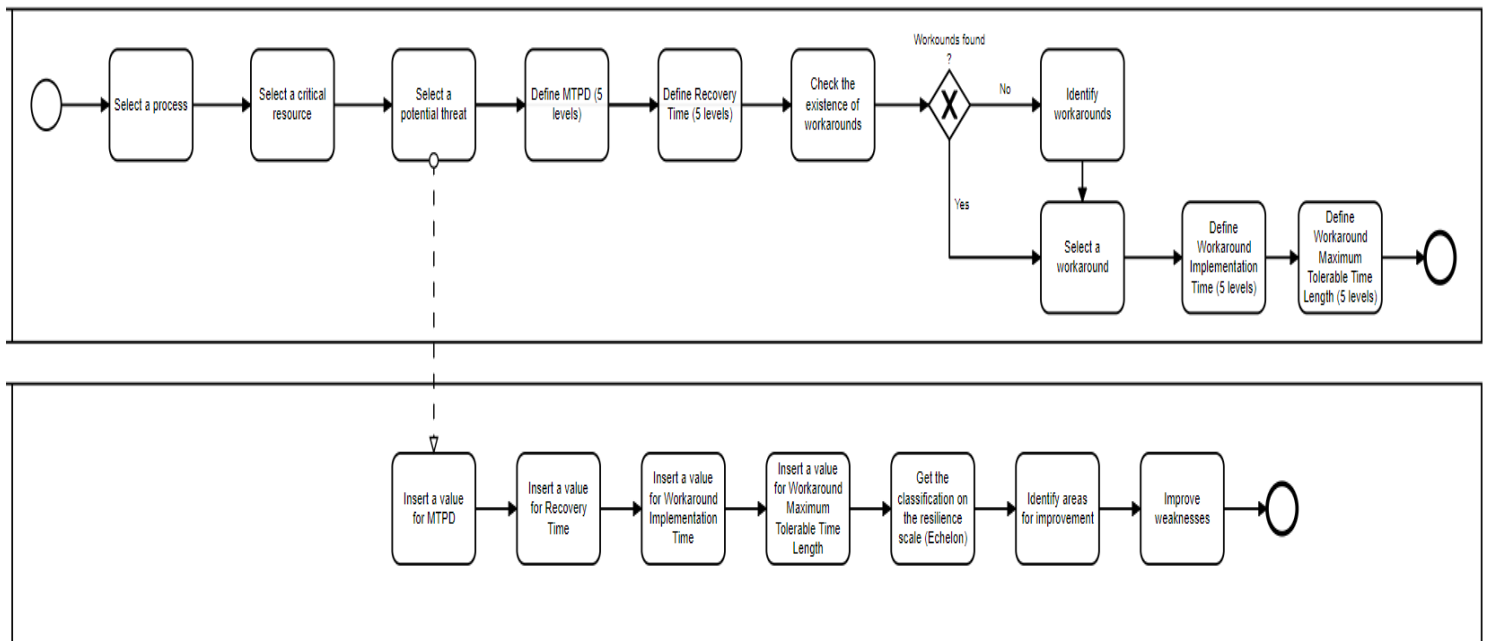 Workounds found
?
Select a process
Select a critical
resource
Select a
potential threat
Define MTPD (5
levels)
Define Recovery
Time (5 levels)
Check the
existence of
workarounds
No
Identify
workarounds
Yes
Select a
workaround
Define
Workaround
Implementation
Time (5 levels)
Define
Workaround
Maximum
Tolerable Time
Length (5 levels)
Insert a value
for MTPD
Insert a value
for Recovery
Time
Insert a value
for Workaround
Implementation
Time
Insert a value
for Workaround
Maximum
Tolerable Time
Length
Get the
classification on
the resilience
scale (Echelon)
Identify areas
for improvement
Improve
weaknesses